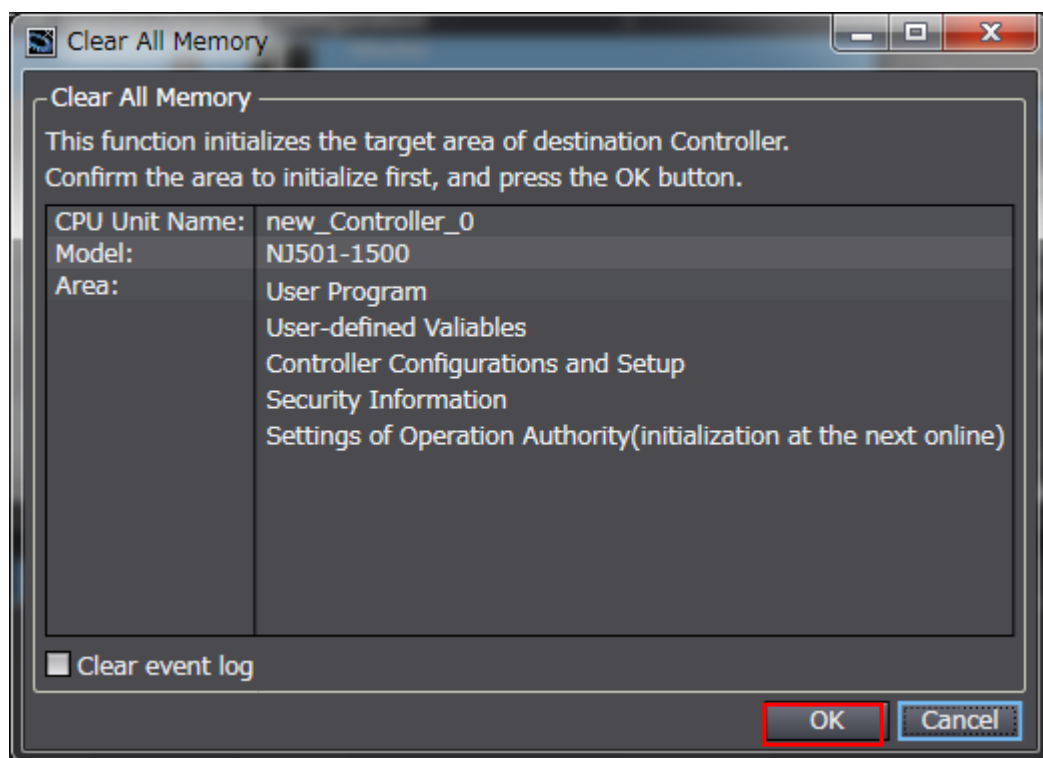 Clear All Memory
Clear All Memory
This function initializes the target area of destination Controller.
Confirm the area to initialize first, and press the OK button.
CPU Unit Name: new_Controller_0
Model: NJ501-1500
Area: User Program
User-defined Valiables
Controller Configurations and Setup
Security Information
Settings of Operation Authority(initialization at the next online)
Clear event log
OK Cancel